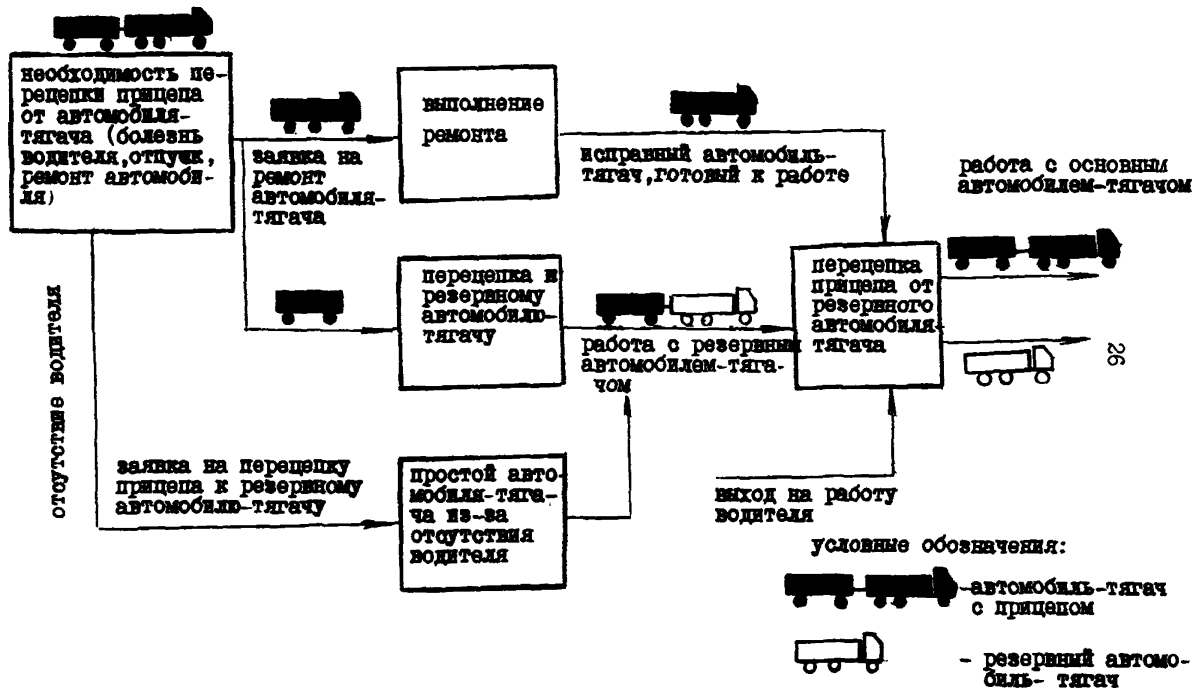 необходимость пе-
рецепки прицепа
от автомобиля-
тягача (болезнь
водителя, отпуск,
ремонт автомоби-
ля)
заявка на
ремонт
автомобиля-
тягача
выполнение
ремонта
исправный автомобиль-
тягач, готовый к работе
работа с основным
автомобилем-тягачом
перецепка и
резервному
автомобилю-
тягачу
работа с резервным
автомобилем-тяга-
чом
перецепка
прицепа от
резервного
автомобиля-
тягача
26
отсутствие водителя
заявка на перецепку
прицепа к резервному
автомобилю-тягачу
простой авто-
мобиля-тяга-
ча из-за
отсутствия
водителя
выход на работу
водителя
условные обозначения:
-автомобиль-тягач
с прицепом
- резервный автомо-
биль- тягач